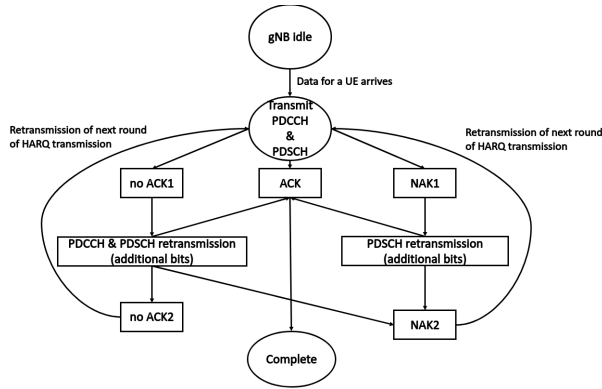 gNB Idle
Data for a UE arrives
Transmit
PDCCH
&
PDSCH
Retransmission of next round
of HARQ transmission
Retransmission of next round
of HARQ transmission
no ACK1
ACK
NAK1
PDCCH & PDSCH retransmission
(additional bits)
PDSCH retransmission
(additional bits)
no ACK2
NAK2
Complete